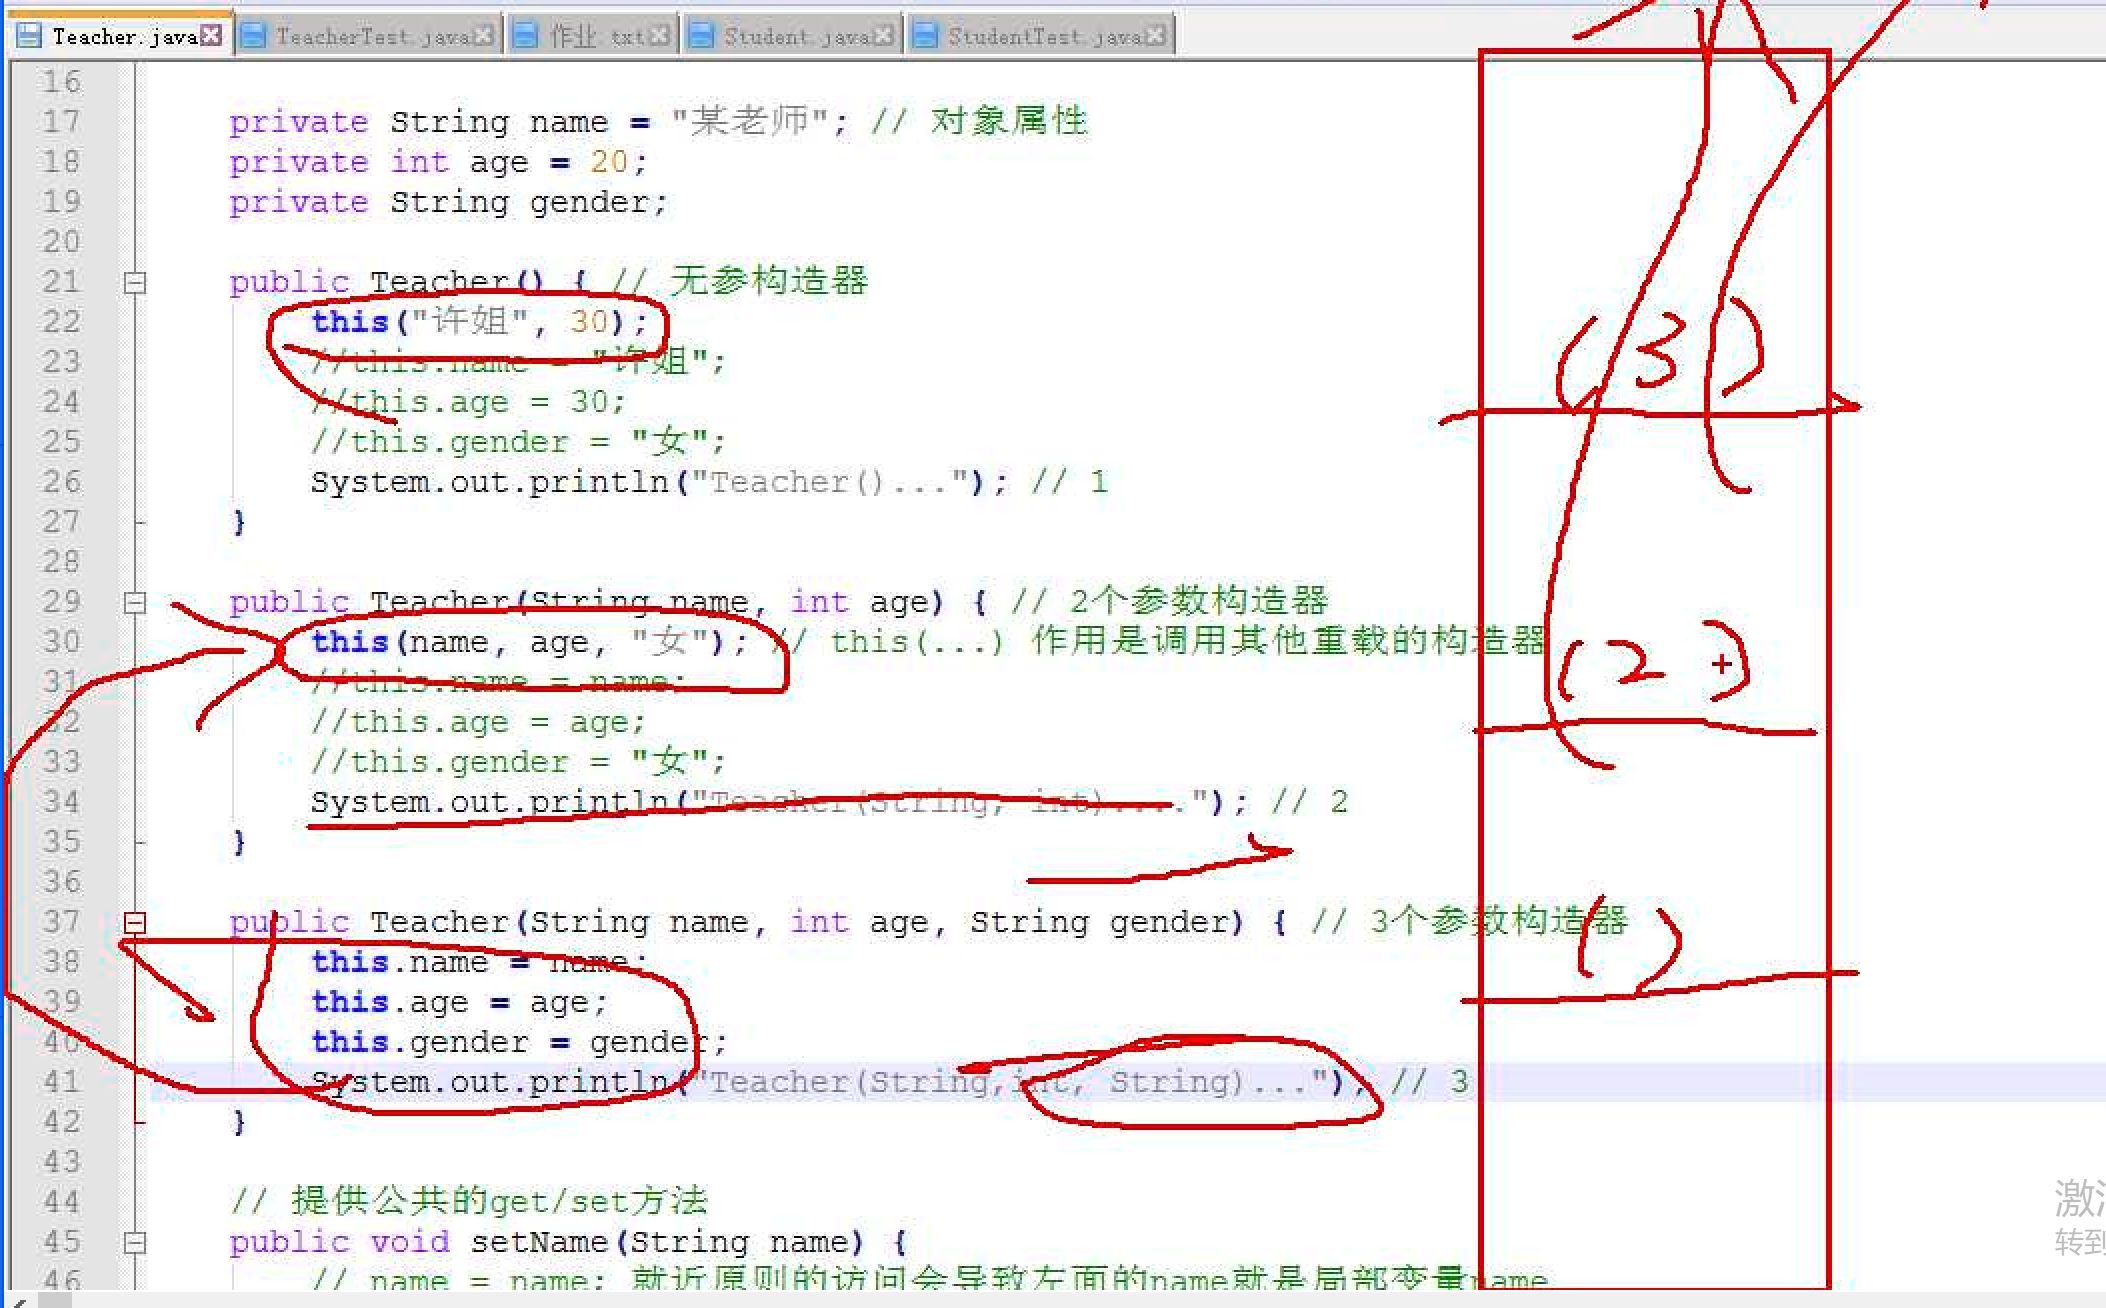 Teacher.java TeacherTest.java 作业.txt Student.java StudentTest.java
16
17 private String name = "某老师"; // 对象属性
18 private int age = 20;
19 private String gender;
20
21 public Teacher() { // 无参构造器
22 this("许姐", 30);
23 //this.name = "许姐";
24 //this.age = 30;
25 //this.gender = "女";
26 System.out.println("Teacher()..."); // 1
27 }
28
29 public Teacher(String name, int age) { // 2个参数构造器
30 this(name, age, "女"); // this(...) 作用是调用其他重载的构造器
31 //this.name = name;
32 //this.age = age;
33 //this.gender = "女";
34 System.out.println("Teacher(String, int)...."); // 2
35 }
36
37 public Teacher(String name, int age, String gender) { // 3个参数构造器
38 this.name = name;
39 this.age = age;
40 this.gender = gender;
41 System.out.println("Teacher(String,int, String)..."); // 3
42 }
43
44 // 提供公共的get/set方法
45 public void setName(String name) {
46 // name = name; 就近原则的访问会导致左面的name就是局部变量name
(3)
(2)
()
激
转到